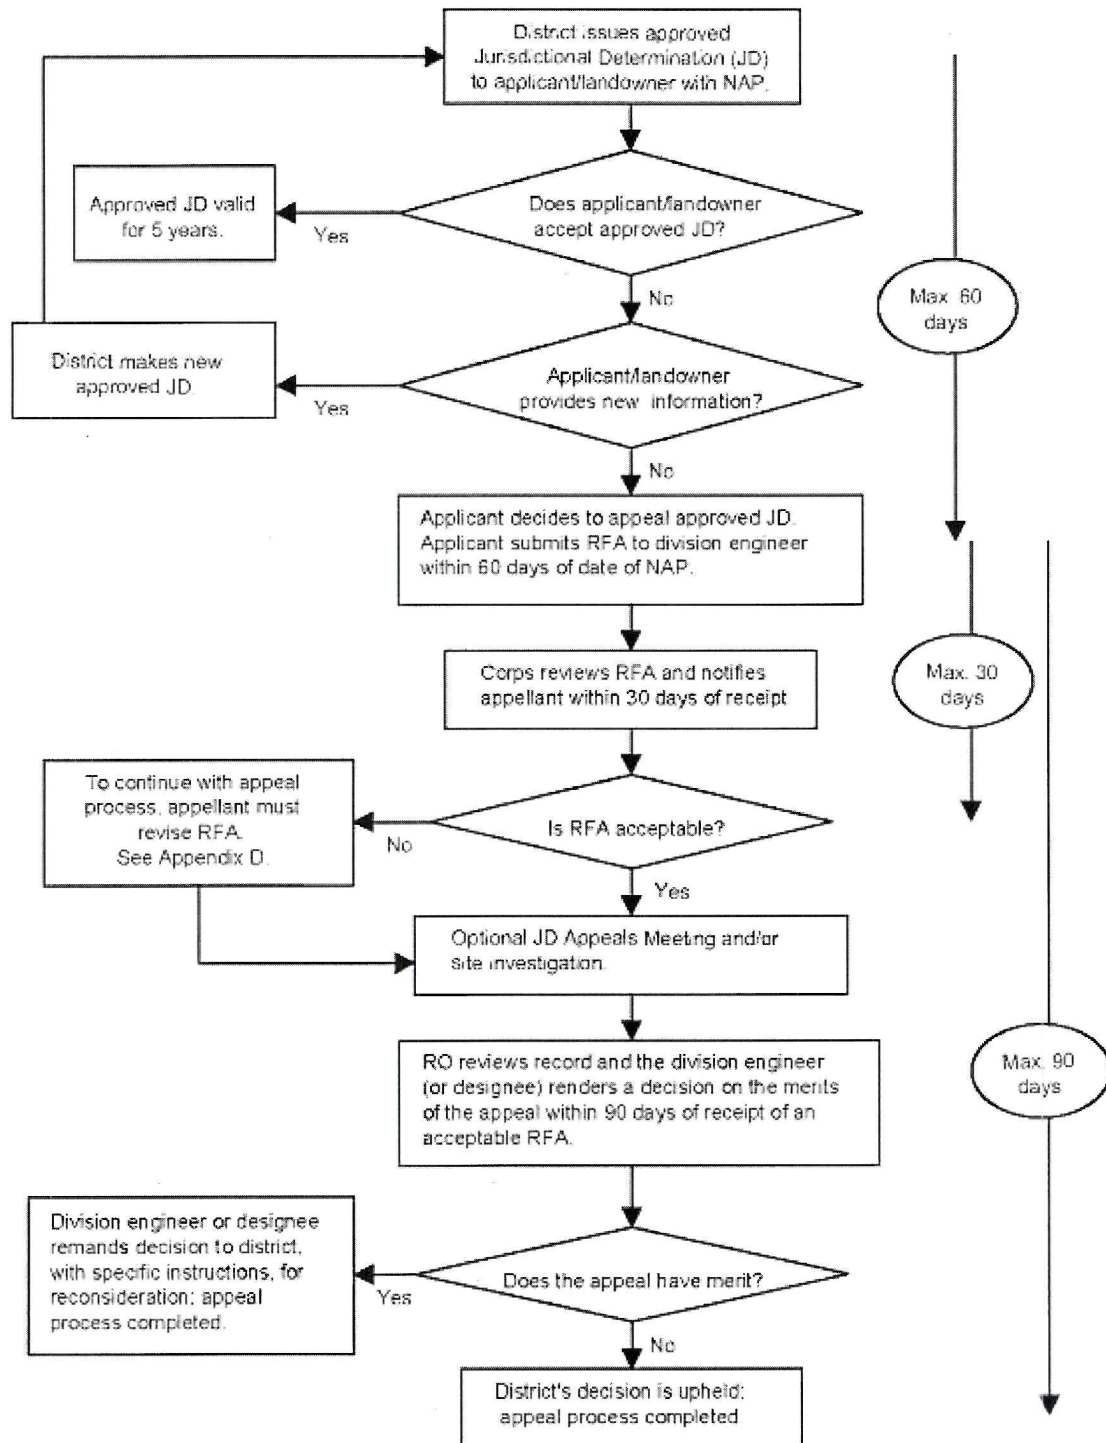 District issues approved
Jurisdictional Determination (JD)
to applicant/landowner with NAP.
Approved JD valid
for 5 years.
Yes
Does applicant/landowner
accept approved JD?
No
Max. 60
days
District makes new
approved JD.
Yes
Applicant/landowner
provides new information?
No
Applicant decides to appeal approved JD.
Applicant submits RFA to division engineer
within 60 days of date of NAP.
Corps reviews RFA and notifies
appellant within 30 days of receipt
Max. 30
days
To continue with appeal
process, appellant must
revise RFA.
See Appendix D.
No
Is RFA acceptable?
Yes
Optional JD Appeals Meeting and/or
site investigation.
RO reviews record and the division engineer
(or designee) renders a decision on the merits
of the appeal within 90 days of receipt of an
acceptable RFA.
Max. 90
days
Division engineer or designee
remands decision to district,
with specific instructions, for
reconsideration; appeal
process completed.
Yes
Does the appeal have merit?
No
District's decision is upheld;
appeal process completed